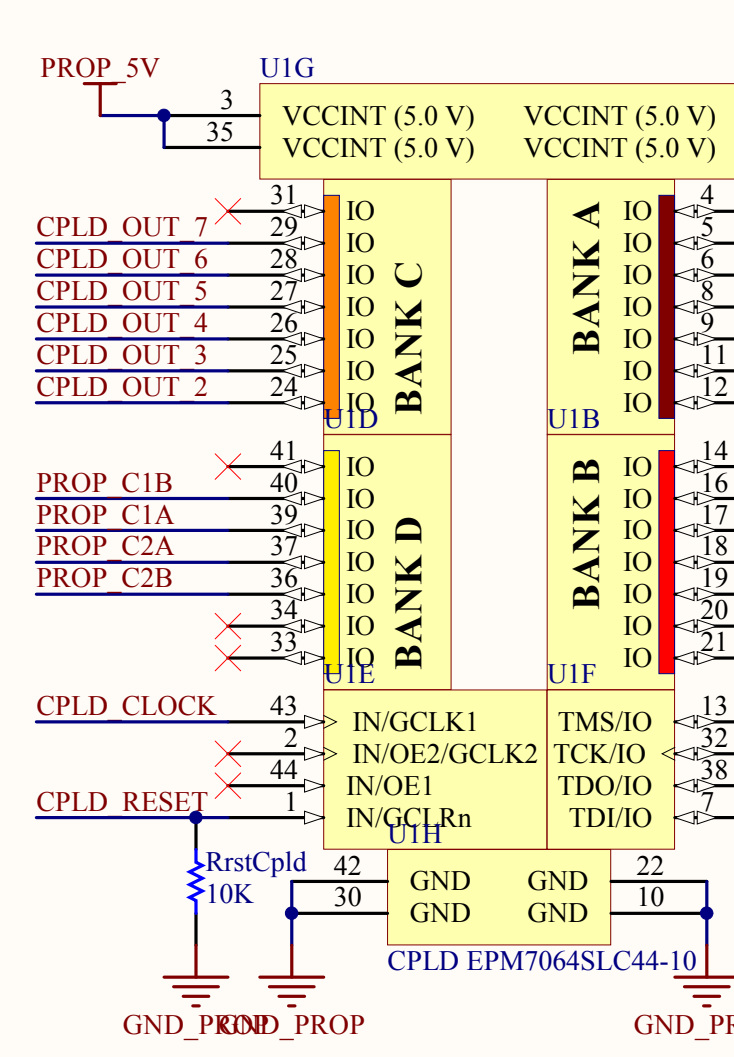 PROP_5V U1G
3 VCCINT (5.0 V) VCCINT (5.0 V)
35 VCCINT (5.0 V) VCCINT (5.0 V)
31 IO BANK C BANK A IO 4
CPLD_OUT_7 29 IO IO 5
CPLD_OUT_6 28 IO IO 6
CPLD_OUT_5 27 IO IO 8
CPLD_OUT_4 26 IO IO 9
CPLD_OUT_3 25 IO IO 11
CPLD_OUT_2 24 IO IO 12
U1D U1B
41 IO BANK D BANK B IO 14
PROP_C1B 40 IO IO 16
PROP_C1A 39 IO IO 17
PROP_C2A 37 IO IO 18
PROP_C2B 36 IO IO 19
34 IO IO 20
33 IO IO 21
U1E U1F
CPLD_CLOCK 43 IN/GCLK1 TMS/IO 13
2 IN/OE2/GCLK2 TCK/IO 32
44 IN/OE1 TDO/IO 38
CPLD_RESET 1 IN/GCLRn TDI/IO 7
U1H
RrstCpld 42 GND GND 22
10K 30 GND GND 10
CPLD EPM7064SLC44-10
GND_PROP GND_PROP GND_PR